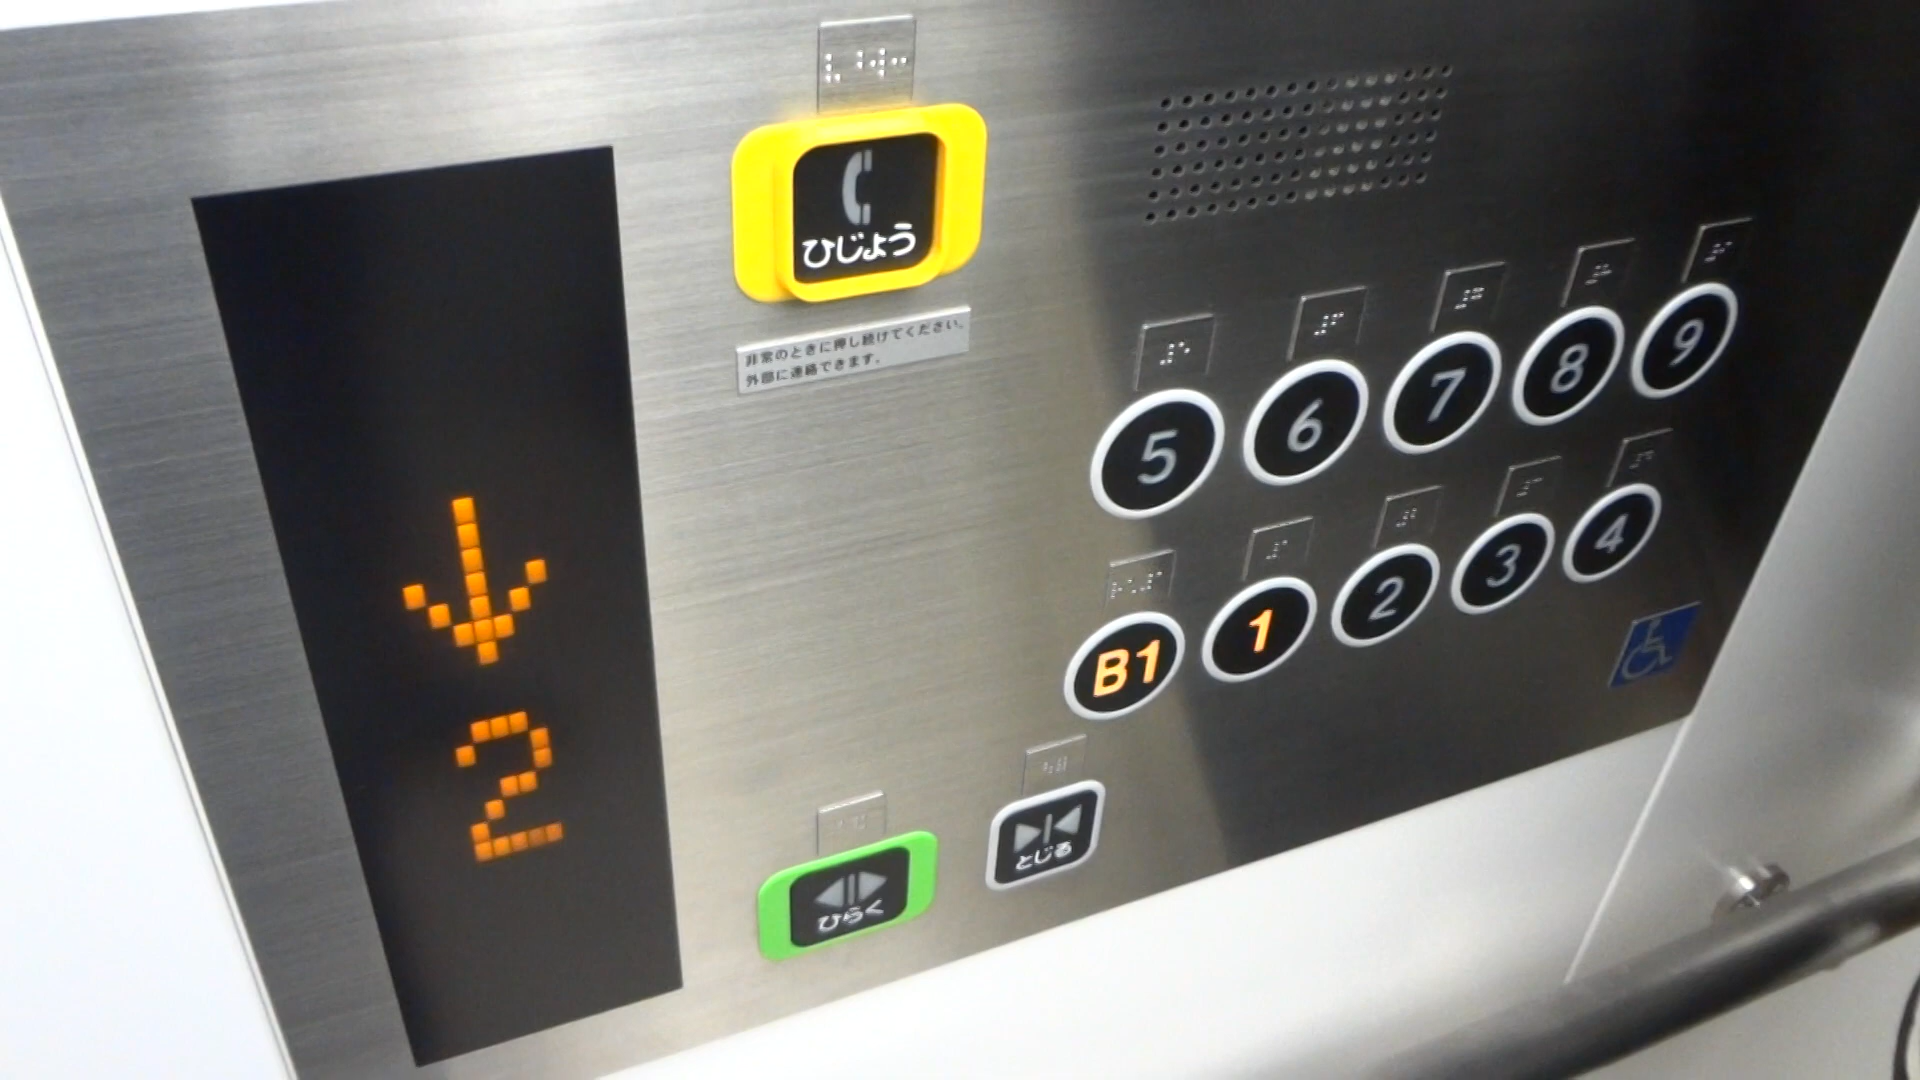 ひじょう
非常のときに押し続けてください。
外部に連絡できます。
5 6 7 8 9
B1 1 2 3 4
2
ひらく
とじる